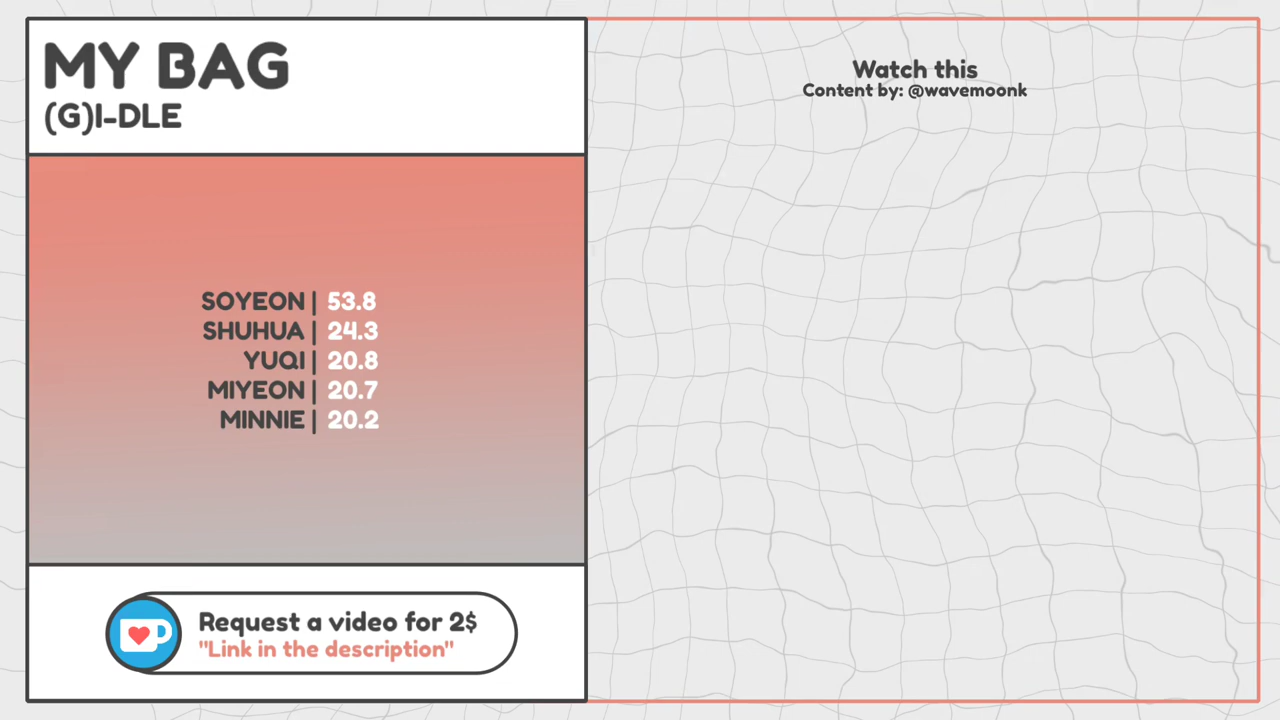 MY BAG
(G)I-DLE
SOYEON | 53.8
SHUHUA | 24.3
YUQI | 20.8
MIYEON | 20.7
MINNIE | 20.2
Request a video for 2$
"Link in the description"
Watch this
Content by: @wavemoonk